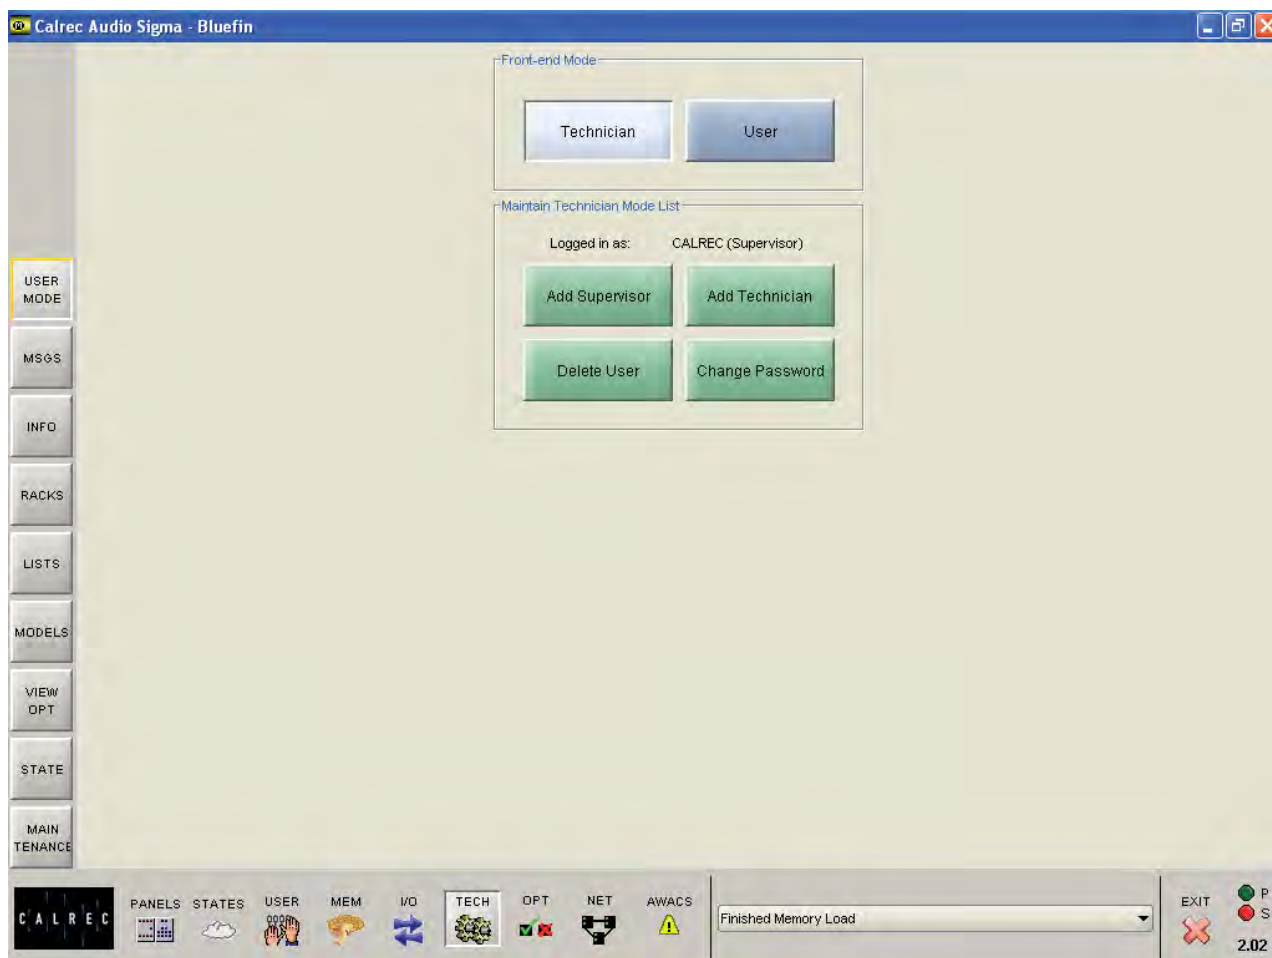 Calrec Audio Sigma - Bluefin
Front-end Mode
Technician
User
Maintain Technician Mode List
Logged in as: CALREC (Supervisor)
Add Supervisor
Add Technician
Delete User
Change Password
USER
MODE
MSGS
INFO
RACKS
LISTS
MODELS
VIEW
OPT
STATE
MAIN
TENANCE
CALREC
PANELS
STATES
USER
MEM
I/O
TECH
OPT
NET
AWACS
Finished Memory Load
EXIT
P
S
2.02